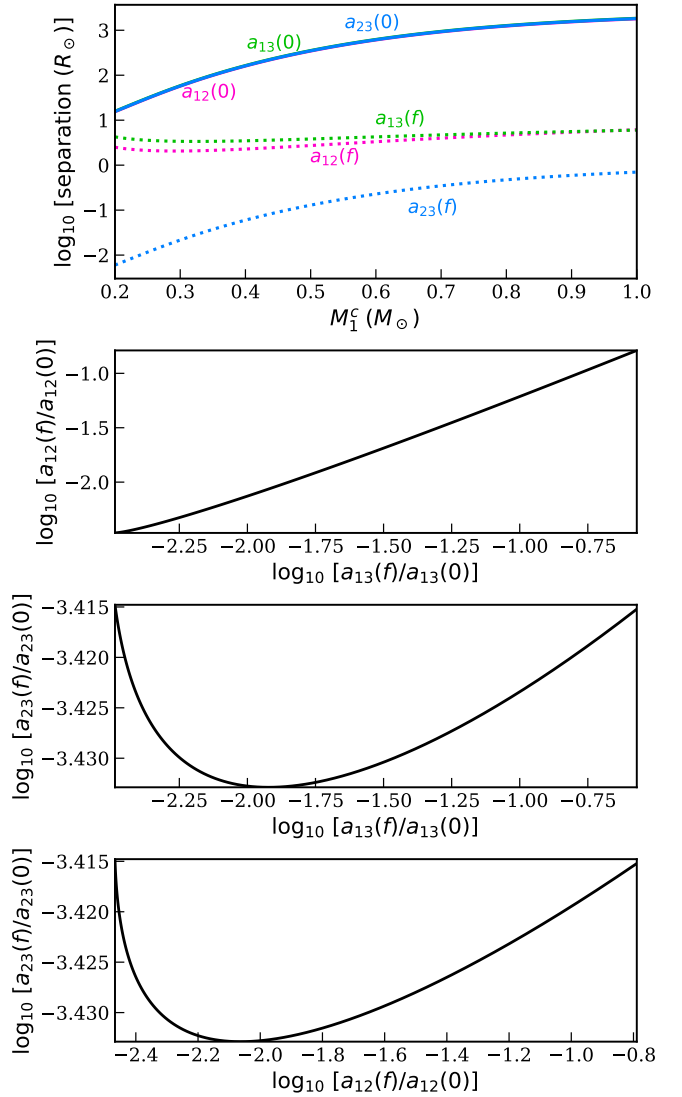 log₁₀ [separation (R☉)]
3
2
1
0
−1
−2
a₂₃(0)
a₁₃(0)
a₁₂(0)
a₁₃(f)
a₁₂(f)
a₂₃(f)
0.2 0.3 0.4 0.5 0.6 0.7 0.8 0.9 1.0
M₁ᶜ (M☉)
log₁₀ [a₁₂(f)/a₁₂(0)]
−1.0
−1.5
−2.0
−2.25 −2.00 −1.75 −1.50 −1.25 −1.00 −0.75
log₁₀ [a₁₃(f)/a₁₃(0)]
log₁₀ [a₂₃(f)/a₂₃(0)]
−3.415
−3.420
−3.425
−3.430
−2.25 −2.00 −1.75 −1.50 −1.25 −1.00 −0.75
log₁₀ [a₁₃(f)/a₁₃(0)]
log₁₀ [a₂₃(f)/a₂₃(0)]
−3.415
−3.420
−3.425
−3.430
−2.4 −2.2 −2.0 −1.8 −1.6 −1.4 −1.2 −1.0 −0.8
log₁₀ [a₁₂(f)/a₁₂(0)]